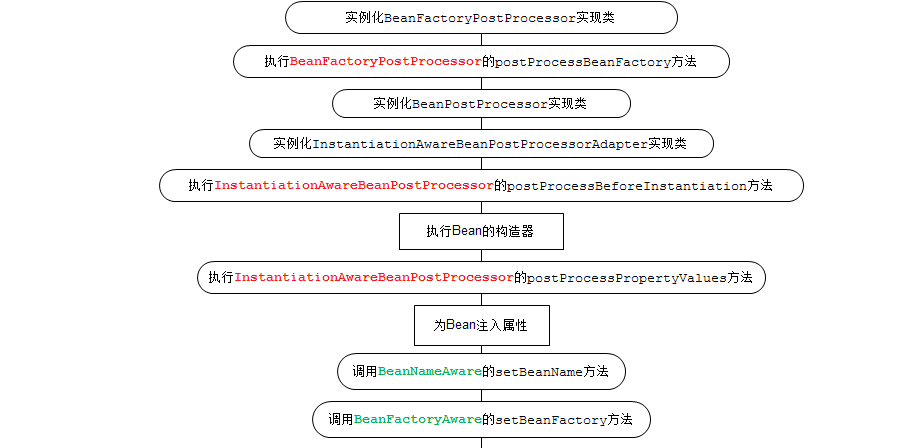 实例化BeanFactoryPostProcessor实现类
执行BeanFactoryPostProcessor的postProcessBeanFactory方法
实例化BeanPostProcessor实现类
实例化InstantiationAwareBeanPostProcessorAdapter实现类
执行InstantiationAwareBeanPostProcessor的postProcessBeforeInstantiation方法
执行Bean的构造器
执行InstantiationAwareBeanPostProcessor的postProcessPropertyValues方法
为Bean注入属性
调用BeanNameAware的setBeanName方法
调用BeanFactoryAware的setBeanFactory方法